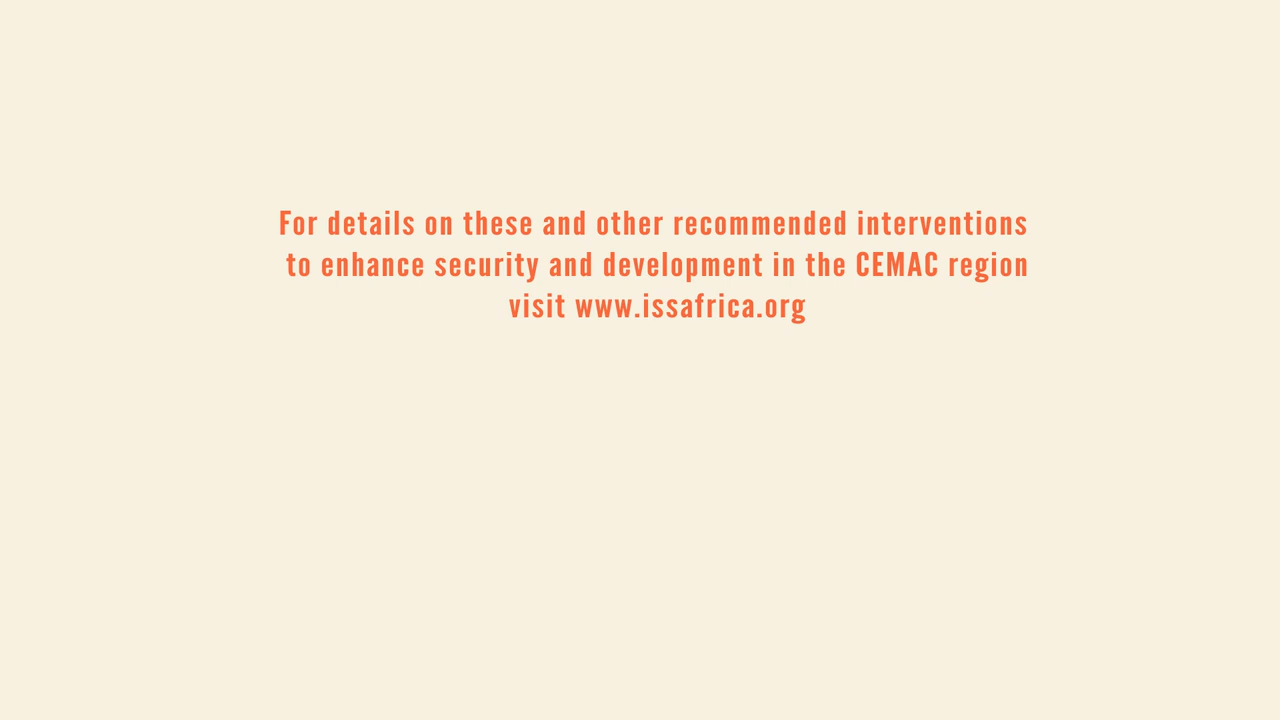 For details on these and other recommended interventions
to enhance security and development in the CEMAC region
visit www.issafrica.org